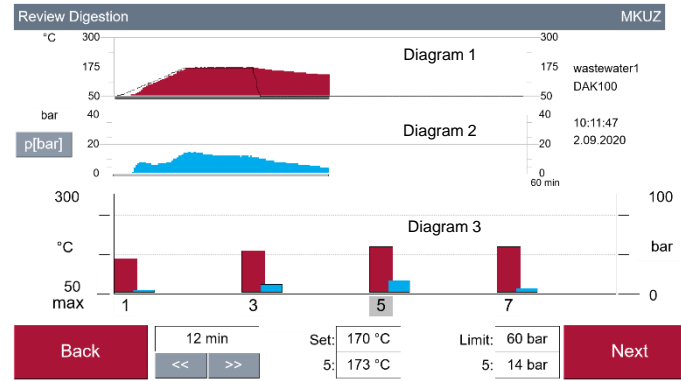 Review Digestion MKUZ
°C 300 300
Diagram 1
175 175 wastewater1
DAK100
50 50
bar 40 40 10:11:47
Diagram 2
p[bar] 20 20 2.09.2020
0 0
60 min
300 100
Diagram 3
°C bar
50 0
max 1 3 5 7
Back 12 min Set: 170 °C Limit: 60 bar Next
<< >> 5: 173 °C 5: 14 bar